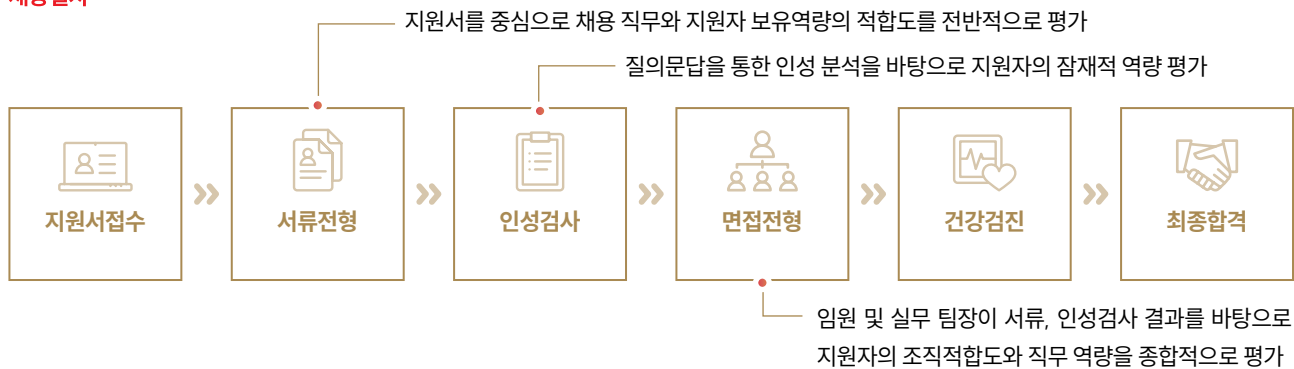 지원서를 중심으로 채용 직무와 지원자 보유역량의 적합도를 전반적으로 평가
질의문답을 통한 인성 분석을 바탕으로 지원자의 잠재적 역량 평가
지원서접수
서류전형
인성검사
면접전형
건강검진
최종합격
임원 및 실무 팀장이 서류, 인성검사 결과를 바탕으로
지원자의 조직적합도와 직무 역량을 종합적으로 평가